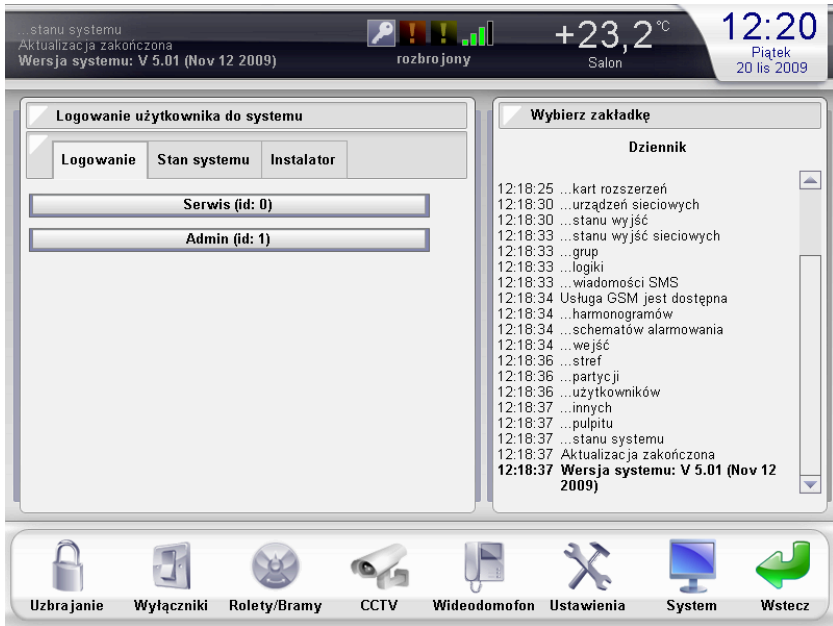 ...stanu systemu
Aktualizacja zakończona
Wersja systemu: V 5.01 (Nov 12 2009)
rozbrojony
+23,2°C
Salon
12:20
Piątek
20 lis 2009
Logowanie użytkownika do systemu
Logowanie Stan systemu Instalator
Serwis (id: 0)
Admin (id: 1)
Wybierz zakładkę
Dziennik
12:18:25 ...kart rozszerzeń
12:18:30 ...urządzeń sieciowych
12:18:30 ...stanu wyjść
12:18:33 ...stanu wyjść sieciowych
12:18:33 ...grup
12:18:33 ...logiki
12:18:33 ...wiadomości SMS
12:18:34 Usługa GSM jest dostępna
12:18:34 ...harmonogramów
12:18:34 ...schematów alarmowania
12:18:34 ...wejść
12:18:36 ...stref
12:18:36 ...partycji
12:18:36 ...użytkowników
12:18:37 ...innych
12:18:37 ...pulpitu
12:18:37 ...stanu systemu
12:18:37 Aktualizacja zakończona
12:18:37 Wersja systemu: V 5.01 (Nov 12
2009)
Uzbrajanie Wyłączniki Rolety/Bramy CCTV Wideodomofon Ustawienia System Wstecz